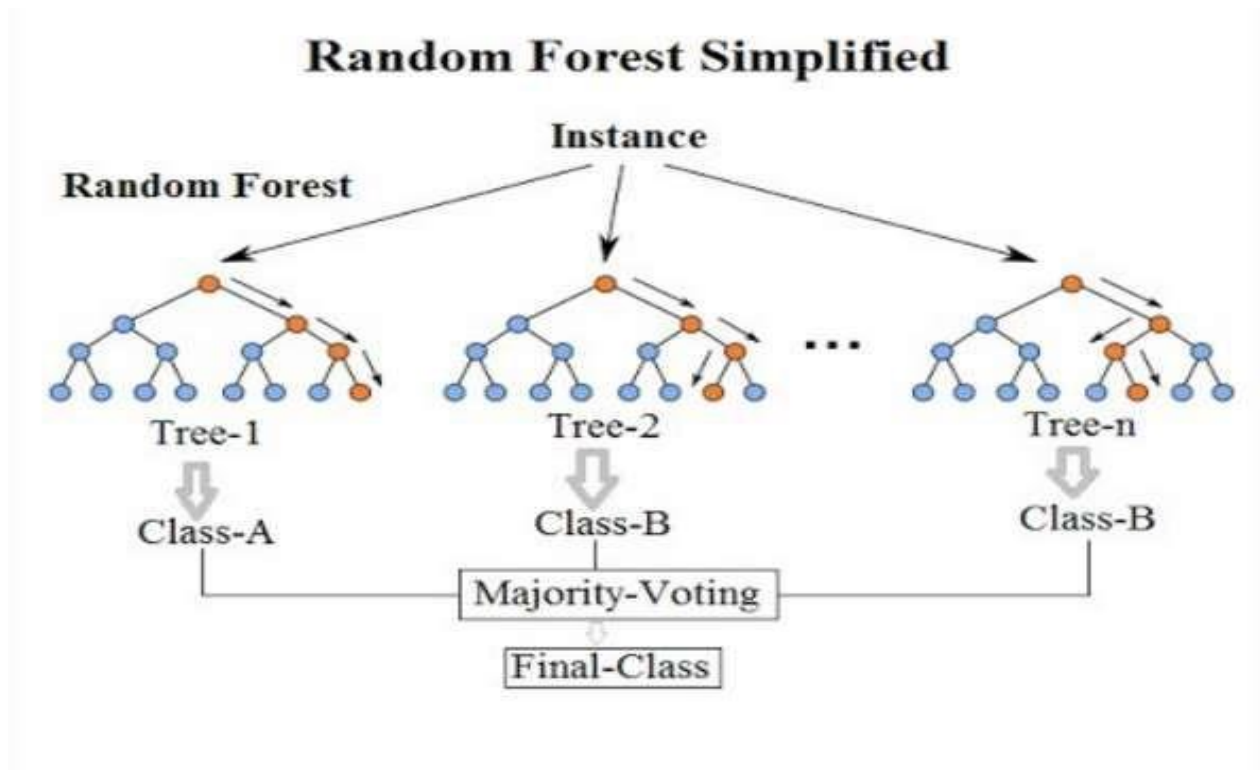 Random Forest Simplified
Instance
Random Forest
...
Tree-1
Tree-2
Tree-n
Class-A
Class-B
Class-B
Majority-Voting
Final-Class